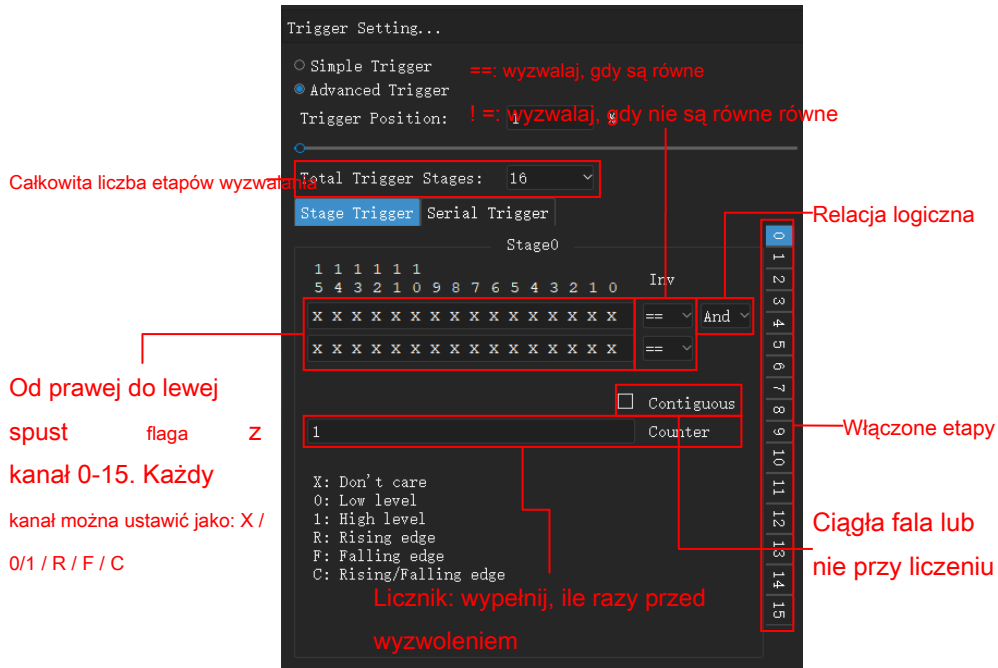 Trigger Setting...
Simple Trigger
==: wyzwalaj, gdy są równe
Advanced Trigger
Trigger Position: 1 %
! =: wyzwalaj, gdy nie są równe równe
Całkowita liczba etapów wyzwalania
Total Trigger Stages: 16
Stage Trigger Serial Trigger
Relacja logiczna
Stage0
1 1 1 1 1 1
5 4 3 2 1 0 9 8 7 6 5 4 3 2 1 0
Inv
X X X X X X X X X X X X X X X X == And
X X X X X X X X X X X X X X X X ==
Contiguous
1 Counter
X: Don't care
0: Low level
1: High level
R: Rising edge
F: Falling edge
C: Rising/Falling edge
Licznik: wypełnij, ile razy przed
wyzwoleniem
Od prawej do lewej
spust flaga z
kanał 0-15. Każdy
kanał można ustawić jako: X /
0/1 / R / F / C
0
1
2
3
4
5
6
7
8
9
10
11
12
13
14
15
Włączone etapy
Ciągła fala lub
nie przy liczeniu